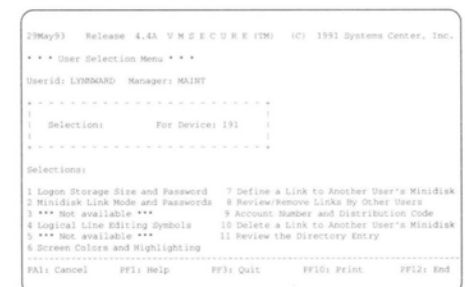 29May93 Release 4.4A V M S E C U R E (TM) (C) 1991 Systems Center, Inc.
* * * User Selection Menu * * *
Userid: LYNNWARD Manager: MAINT
Selection: For Device: 191
Selections:
1 Logon Storage Size and Password 7 Define a Link to Another User's Minidisk
2 Minidisk Link Mode and Passwords 8 Review/Remove Links By Other Users
3 *** Not available *** 9 Account Number and Distribution Code
4 Logical Line Editing Symbols 10 Delete a Link to Another User's Minidisk
5 *** Not available *** 11 Review the Directory Entry
6 Screen Colors and Highlighting
PA1: Cancel PF1: Help PF3: Quit PF10: Print PF12: End